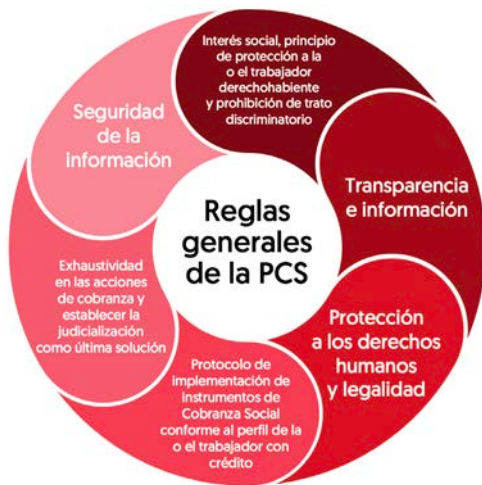 Interés social, principio
de protección a la
o el trabajador
derechohabiente
y prohibición de trato
discriminatorio
Transparencia
e información
Protección
a los derechos
humanos
y legalidad
Protocolo de
implementación de
instrumentos de
Cobranza Social
conforme al perfil de la
o el trabajador con
crédito
Exhaustividad
en las acciones
de cobranza y
establecer la
judicialización
como última solución
Seguridad
de la
información
Reglas
generales
de la PCS